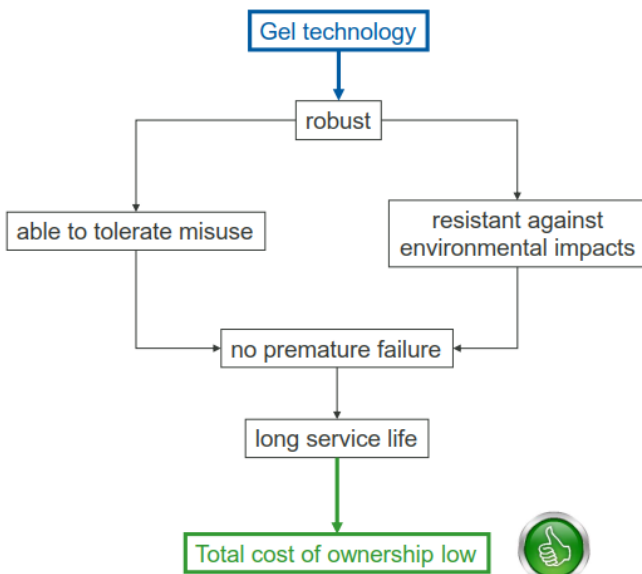 Gel technology
robust
able to tolerate misuse
resistant against
environmental impacts
no premature failure
long service life
Total cost of ownership low